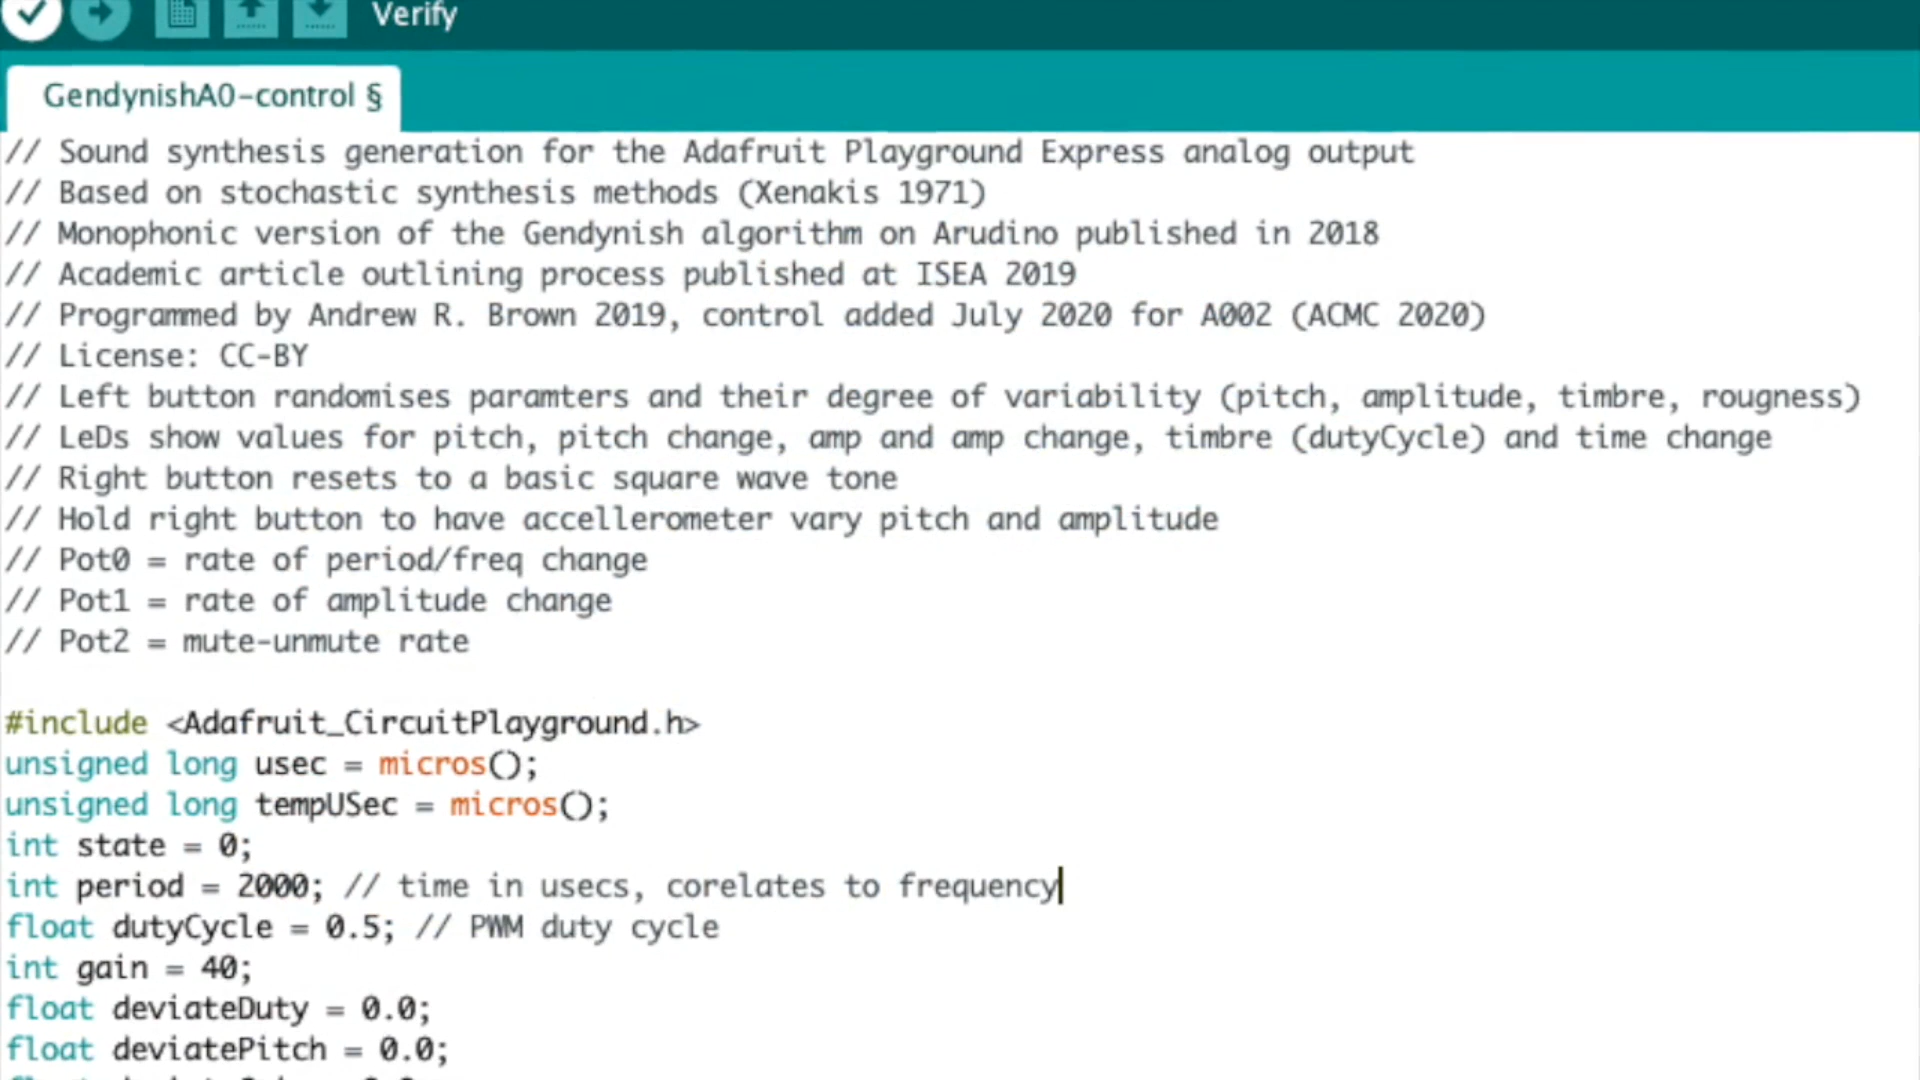 Verify
GendynishA0-control §
// Sound synthesis generation for the Adafruit Playground Express analog output
// Based on stochastic synthesis methods (Xenakis 1971)
// Monophonic version of the Gendynish algorithm on Arudino published in 2018
// Academic article outlining process published at ISEA 2019
// Programmed by Andrew R. Brown 2019, control added July 2020 for A002 (ACMC 2020)
// License: CC-BY
// Left button randomises paramters and their degree of variability (pitch, amplitude, timbre, rougness)
// LeDs show values for pitch, pitch change, amp and amp change, timbre (dutyCycle) and time change
// Right button resets to a basic square wave tone
// Hold right button to have accellerometer vary pitch and amplitude
// Pot0 = rate of period/freq change
// Pot1 = rate of amplitude change
// Pot2 = mute-unmute rate
#include <Adafruit_CircuitPlayground.h>
unsigned long usec = micros();
unsigned long tempUSec = micros();
int state = 0;
int period = 2000; // time in usecs, corelates to frequency
float dutyCycle = 0.5; // PWM duty cycle
int gain = 40;
float deviateDuty = 0.0;
float deviatePitch = 0.0;